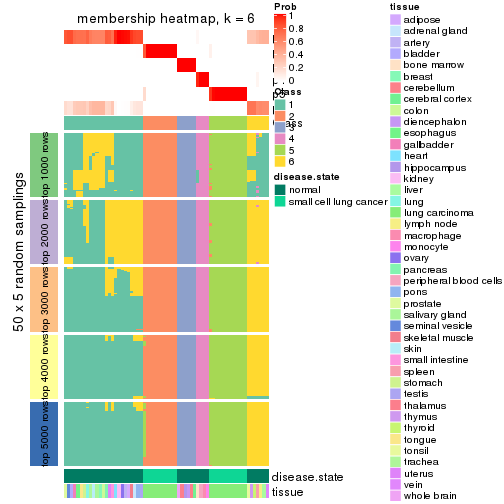 membership heatmap, k = 6
50 x 5 random samplings
top 1000 rows
top 2000 rows
top 3000 rows
top 4000 rows
top 5000 rows
disease.state
tissue
Prob
1
0.8
0.6
0.4
0.2
0
Class
1
2
3
4
5
6
disease.state
normal
small cell lung cancer
tissue
adipose
adrenal gland
artery
bladder
bone marrow
breast
cerebellum
cerebral cortex
colon
diencephalon
esophagus
gallbadder
heart
hippocampus
kidney
liver
lung
lung carcinoma
lymph node
macrophage
monocyte
ovary
pancreas
peripheral blood cells
pons
prostate
salivary gland
seminal vesicle
skeletal muscle
skin
small intestine
spleen
stomach
testis
thalamus
thymus
thyroid
tongue
tonsil
trachea
uterus
vein
whole brain